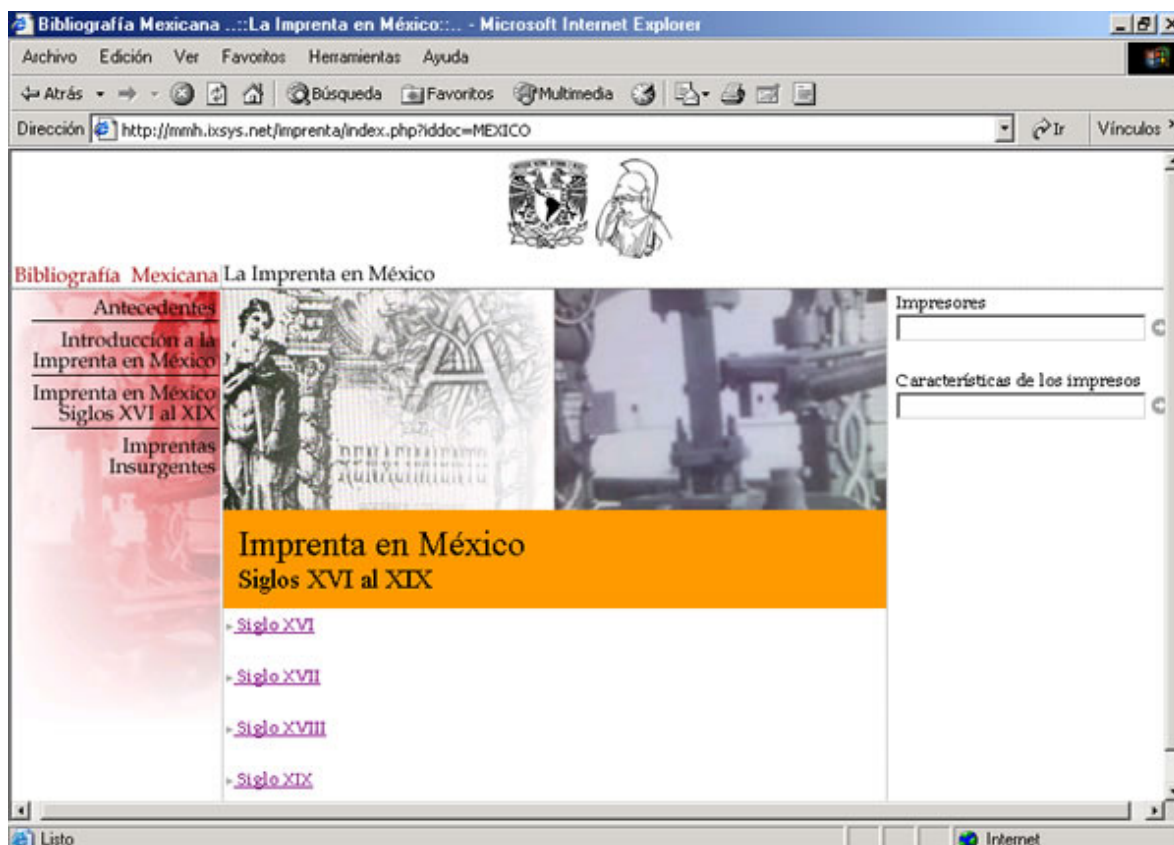 Bibliografía Mexicana ..::La Imprenta en México::.. - Microsoft Internet Explorer
Archivo Edición Ver Favoritos Herramientas Ayuda
Atrás Búsqueda Favoritos Multimedia
Dirección http://mmh.ixsys.net/imprenta/index.php?iddoc=MEXICO Ir Vínculos
Bibliografía Mexicana La Imprenta en México
Antecedentes
Introducción a la
Imprenta en México
Imprenta en México
Siglos XVI al XIX
Imprentas
Insurgentes
A
RENACIMIENTO
Impresores
Características de los impresos
Imprenta en México
Siglos XVI al XIX
Siglo XVI
Siglo XVII
Siglo XVIII
Siglo XIX
Listo Internet